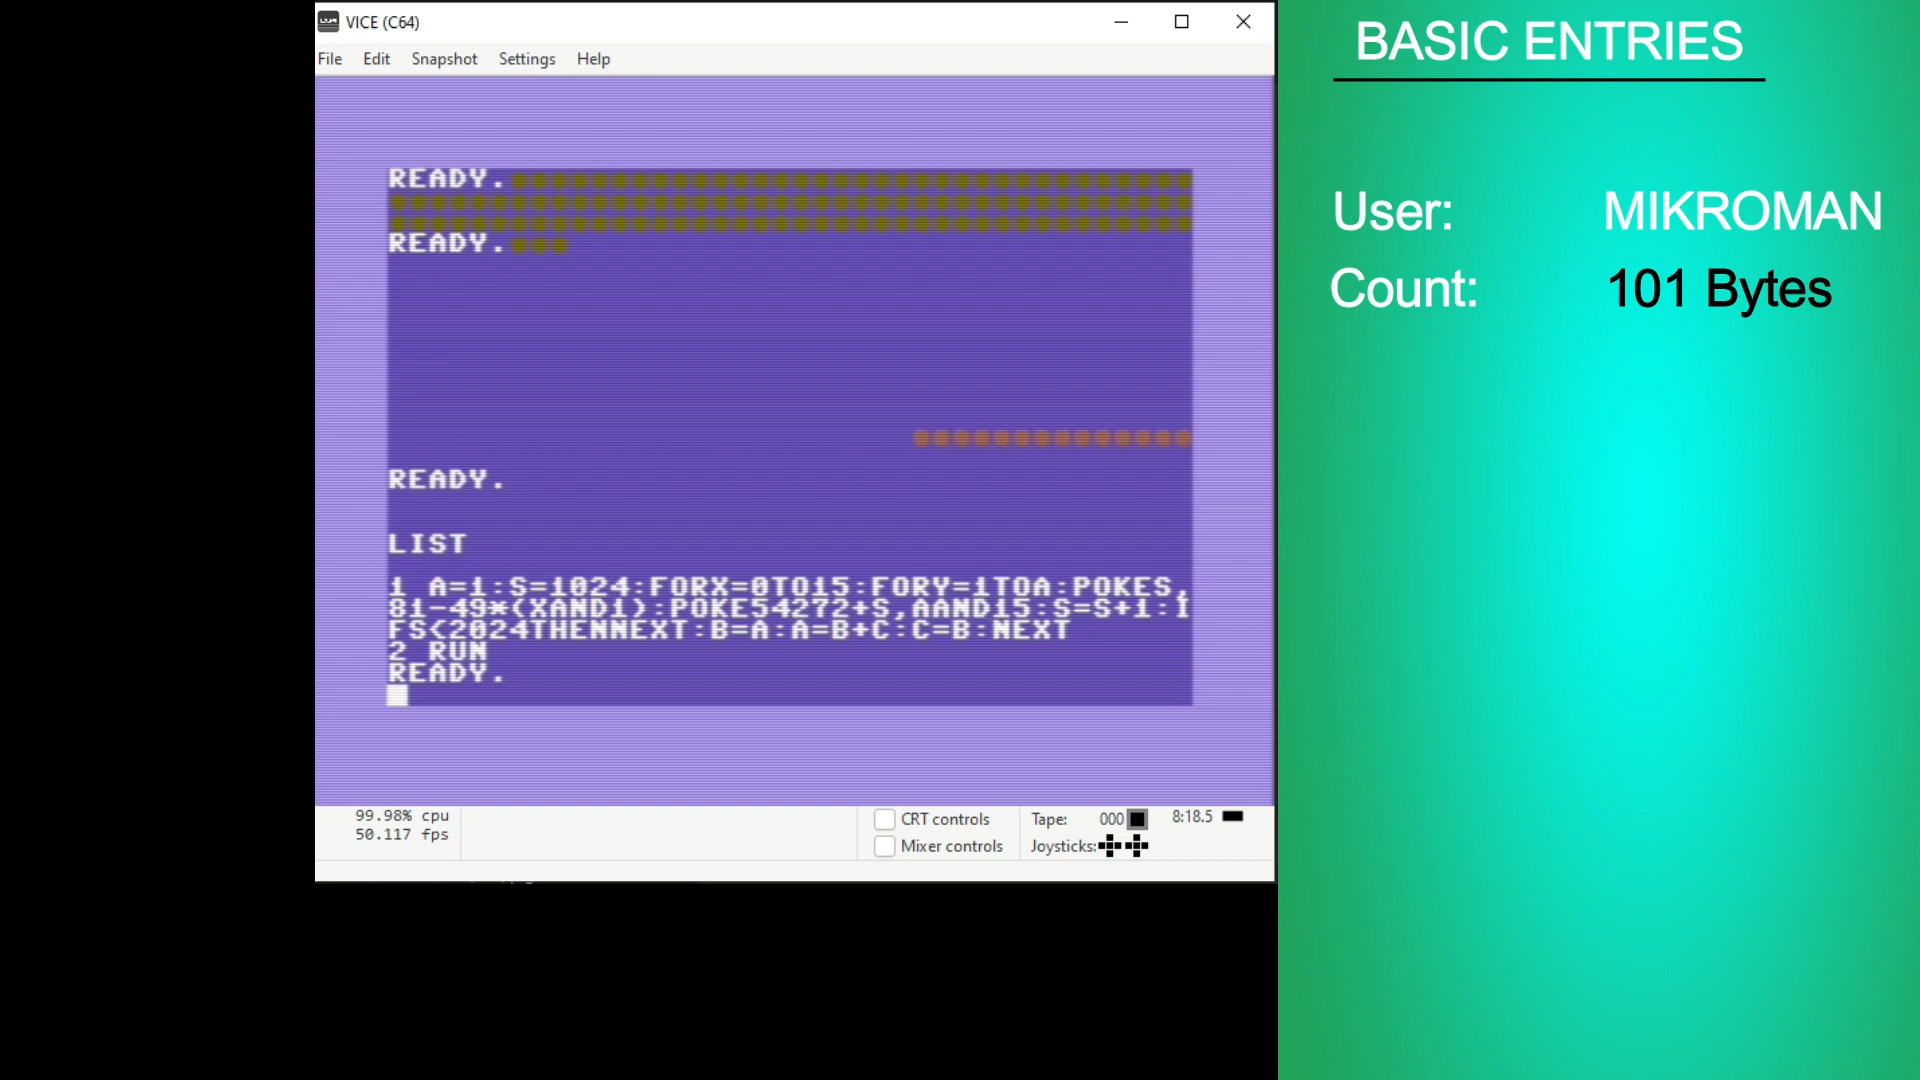 VICE (C64)
File Edit Snapshot Settings Help
READY.
READY.
READY.
LIST
1 A=1:S=1024:FORX=0TO15:FORY=1TOA:POKES,
81-49*(XAND1):POKE54272+S,AAND15:S=S+1:I
FS<2024THENNEXT:B=A:A=B+C:C=B:NEXT
2 RUN
READY.
99.98% cpu
50.117 fps
CRT controls
Mixer controls
Tape: 000
Joysticks:
8:18.5
BASIC ENTRIES
User: MIKROMAN
Count: 101 Bytes